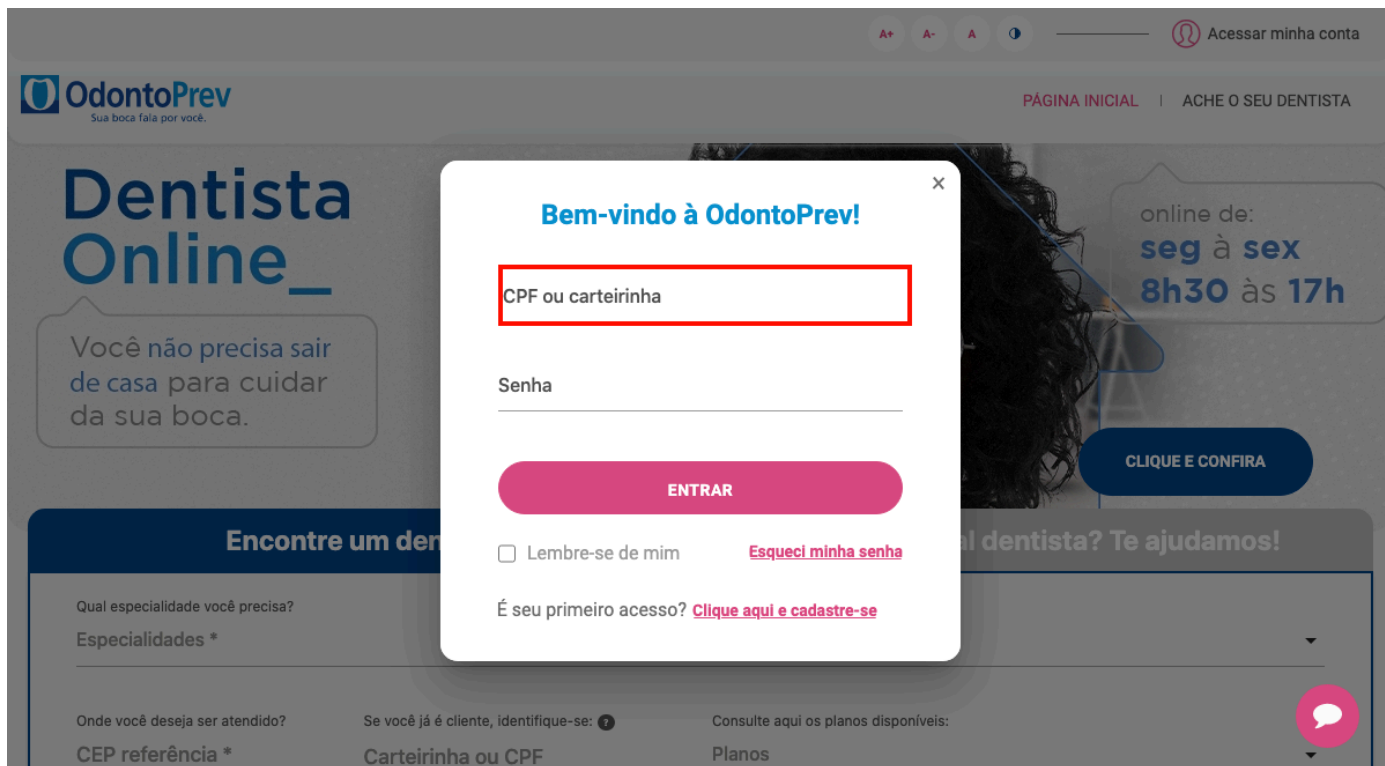 A+ A- A Acessar minha conta
OdontoPrev
Sua boca fala por você.
PÁGINA INICIAL | ACHE O SEU DENTISTA
Dentista
Online_
Você não precisa sair
de casa para cuidar
da sua boca.
×
Bem-vindo à OdontoPrev!
CPF ou carteirinha
Senha
ENTRAR
Lembre-se de mim Esqueci minha senha
É seu primeiro acesso? Clique aqui e cadastre-se
online de:
seg à sex
8h30 às 17h
CLIQUE E CONFIRA
Encontre um den
al dentista? Te ajudamos!
Qual especialidade você precisa?
Especialidades *
Onde você deseja ser atendido? Se você já é cliente, identifique-se: ? Consulte aqui os planos disponíveis:
CEP referência * Carteirinha ou CPF Planos